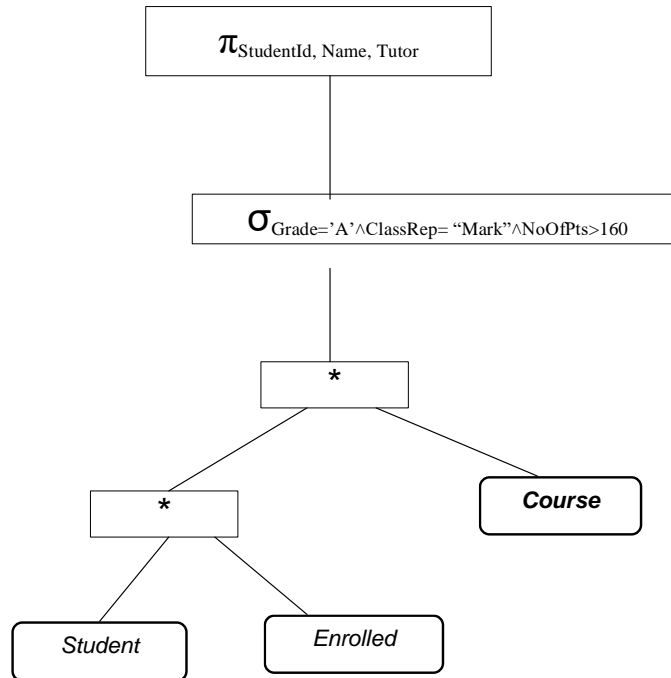 πStudentId, Name, Tutor
σGrade='A'^ClassRep= “Mark”^NoOfPts>160
*
*
Course
Student
Enrolled